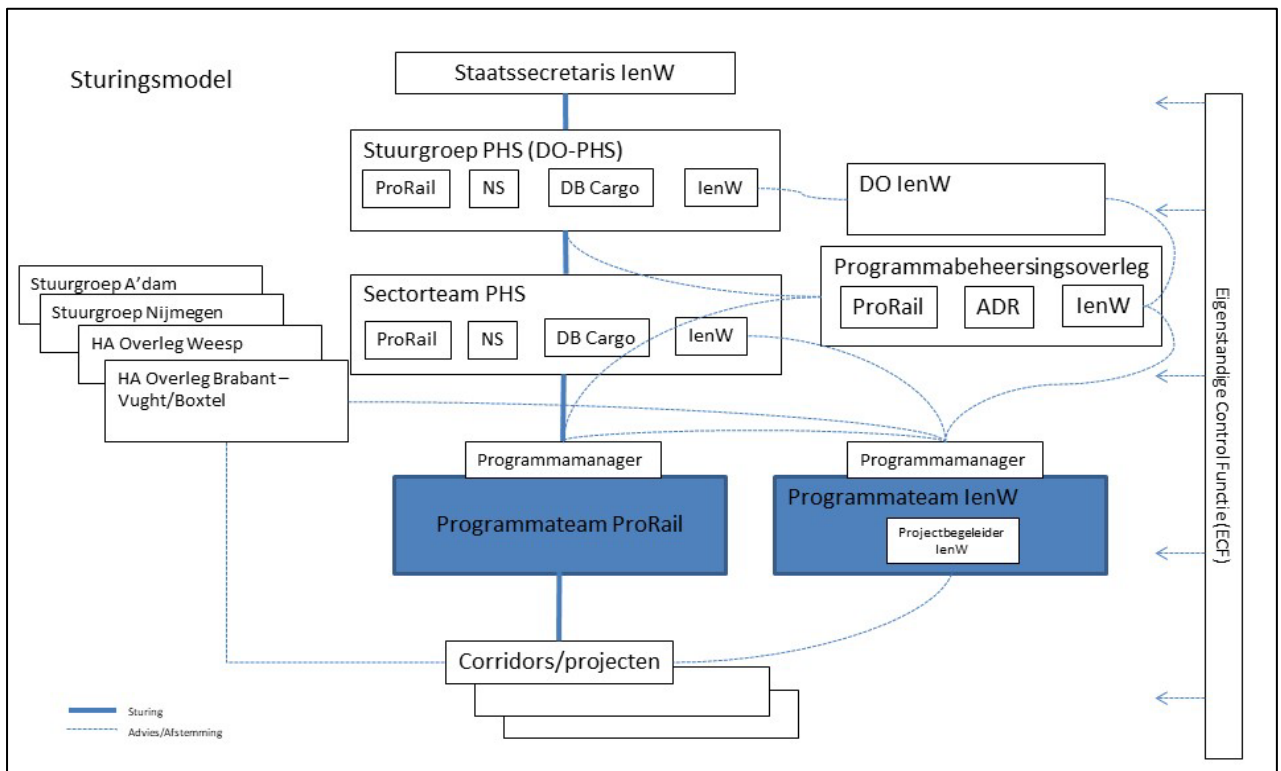 Sturingsmodel
Staatssecretaris IenW
Stuurgroep PHS (DO-PHS)
ProRail
NS
DB Cargo
IenW
DO IenW
Programmabeheersingsoverleg
ProRail
ADR
IenW
Sectorteam PHS
ProRail
NS
DB Cargo
IenW
Stuurgroep A'dam
Stuurgroep Nijmegen
HA Overleg Weesp
HA Overleg Brabant –
Vught/Boxtel
Programmamanager
Programmateam ProRail
Programmamanager
Programmateam IenW
Projectbegeleider
IenW
Corridors/projecten
Eigenstandige Control Functie (ECF)
Sturing
Advies/Afstemming